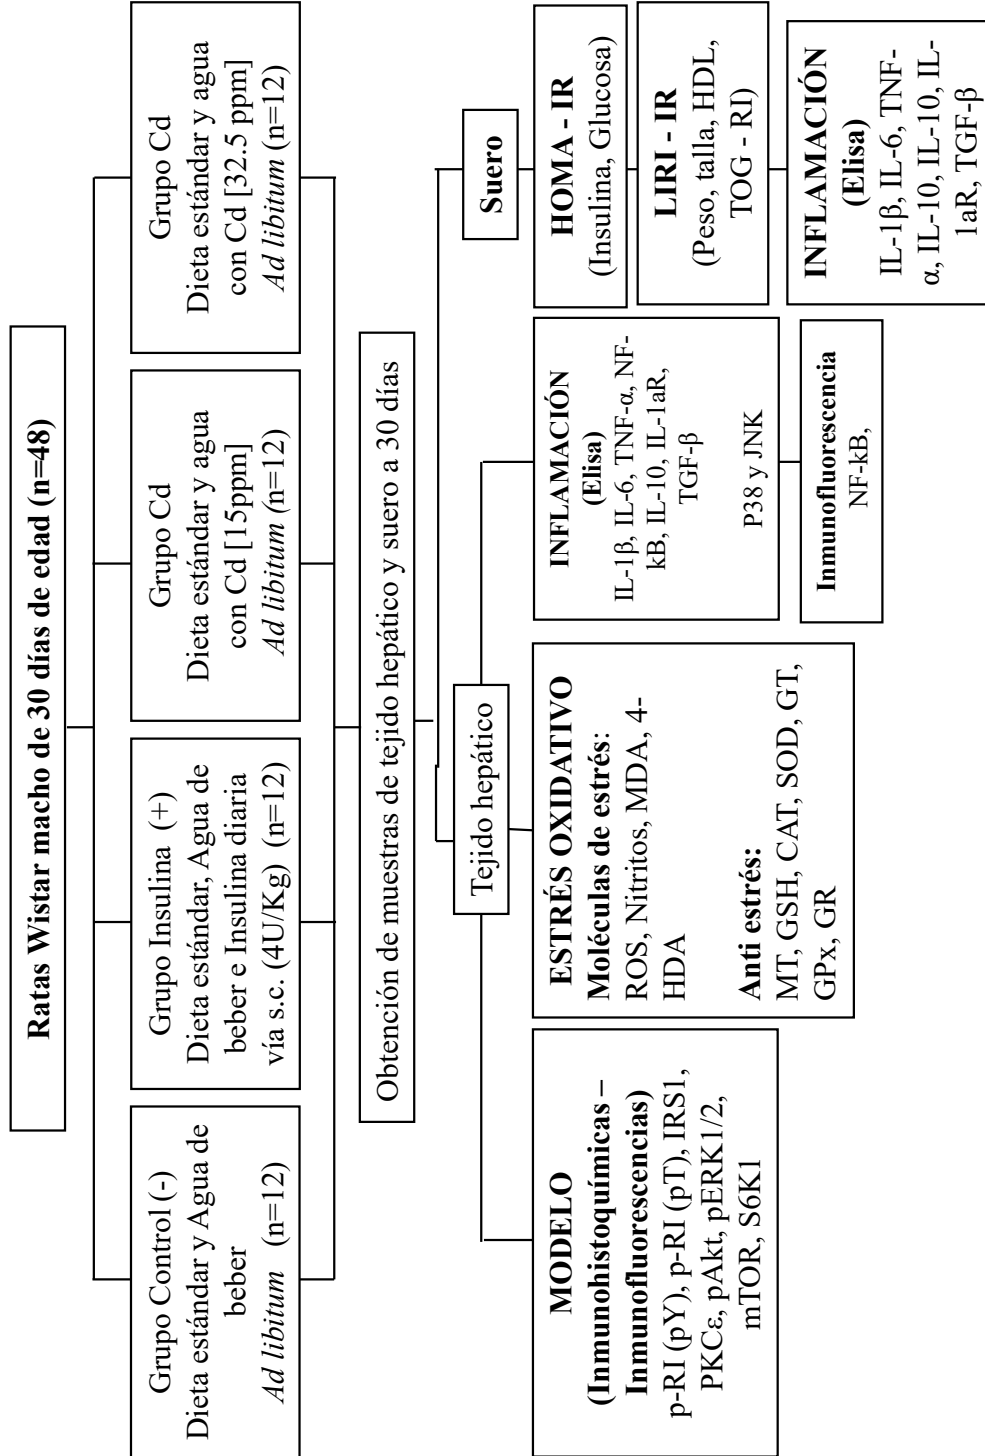 Ratas Wistar macho de 30 días de edad (n=48)
Grupo Control (-)
Dieta estándar y Agua de
beber
Ad libitum (n=12)
Grupo Insulina (+)
Dieta estándar, Agua de
beber e Insulina diaria
vía s.c. (4U/Kg) (n=12)
Grupo Cd
Dieta estándar y agua
con Cd [15ppm]
Ad libitum (n=12)
Grupo Cd
Dieta estándar y agua
con Cd [32.5 ppm]
Ad libitum (n=12)
Obtención de muestras de tejido hepático y suero a 30 días
Tejido hepático
Suero
MODELO
(Inmunohistoquímicas –
Inmunofluorescencias)
p-RI (pY), p-RI (pT), IRS1,
PKCε, pAkt, pERK1/2,
mTOR, S6K1
ESTRÉS OXIDATIVO
Moléculas de estrés:
ROS, Nitritos, MDA, 4-
HDA
Anti estrés:
MT, GSH, CAT, SOD, GT,
GPx, GR
INFLAMACIÓN
(Elisa)
IL-1β, IL-6, TNF-α, NF-
kB, IL-10, IL-1aR,
TGF-β
P38 y JNK
Inmunofluorescencia
NF-kB,
HOMA - IR
(Insulina, Glucosa)
LIRI - IR
(Peso, talla, HDL,
TOG - RI)
INFLAMACIÓN
(Elisa)
IL-1β, IL-6, TNF-
α, IL-10, IL-10, IL-
1aR, TGF-β